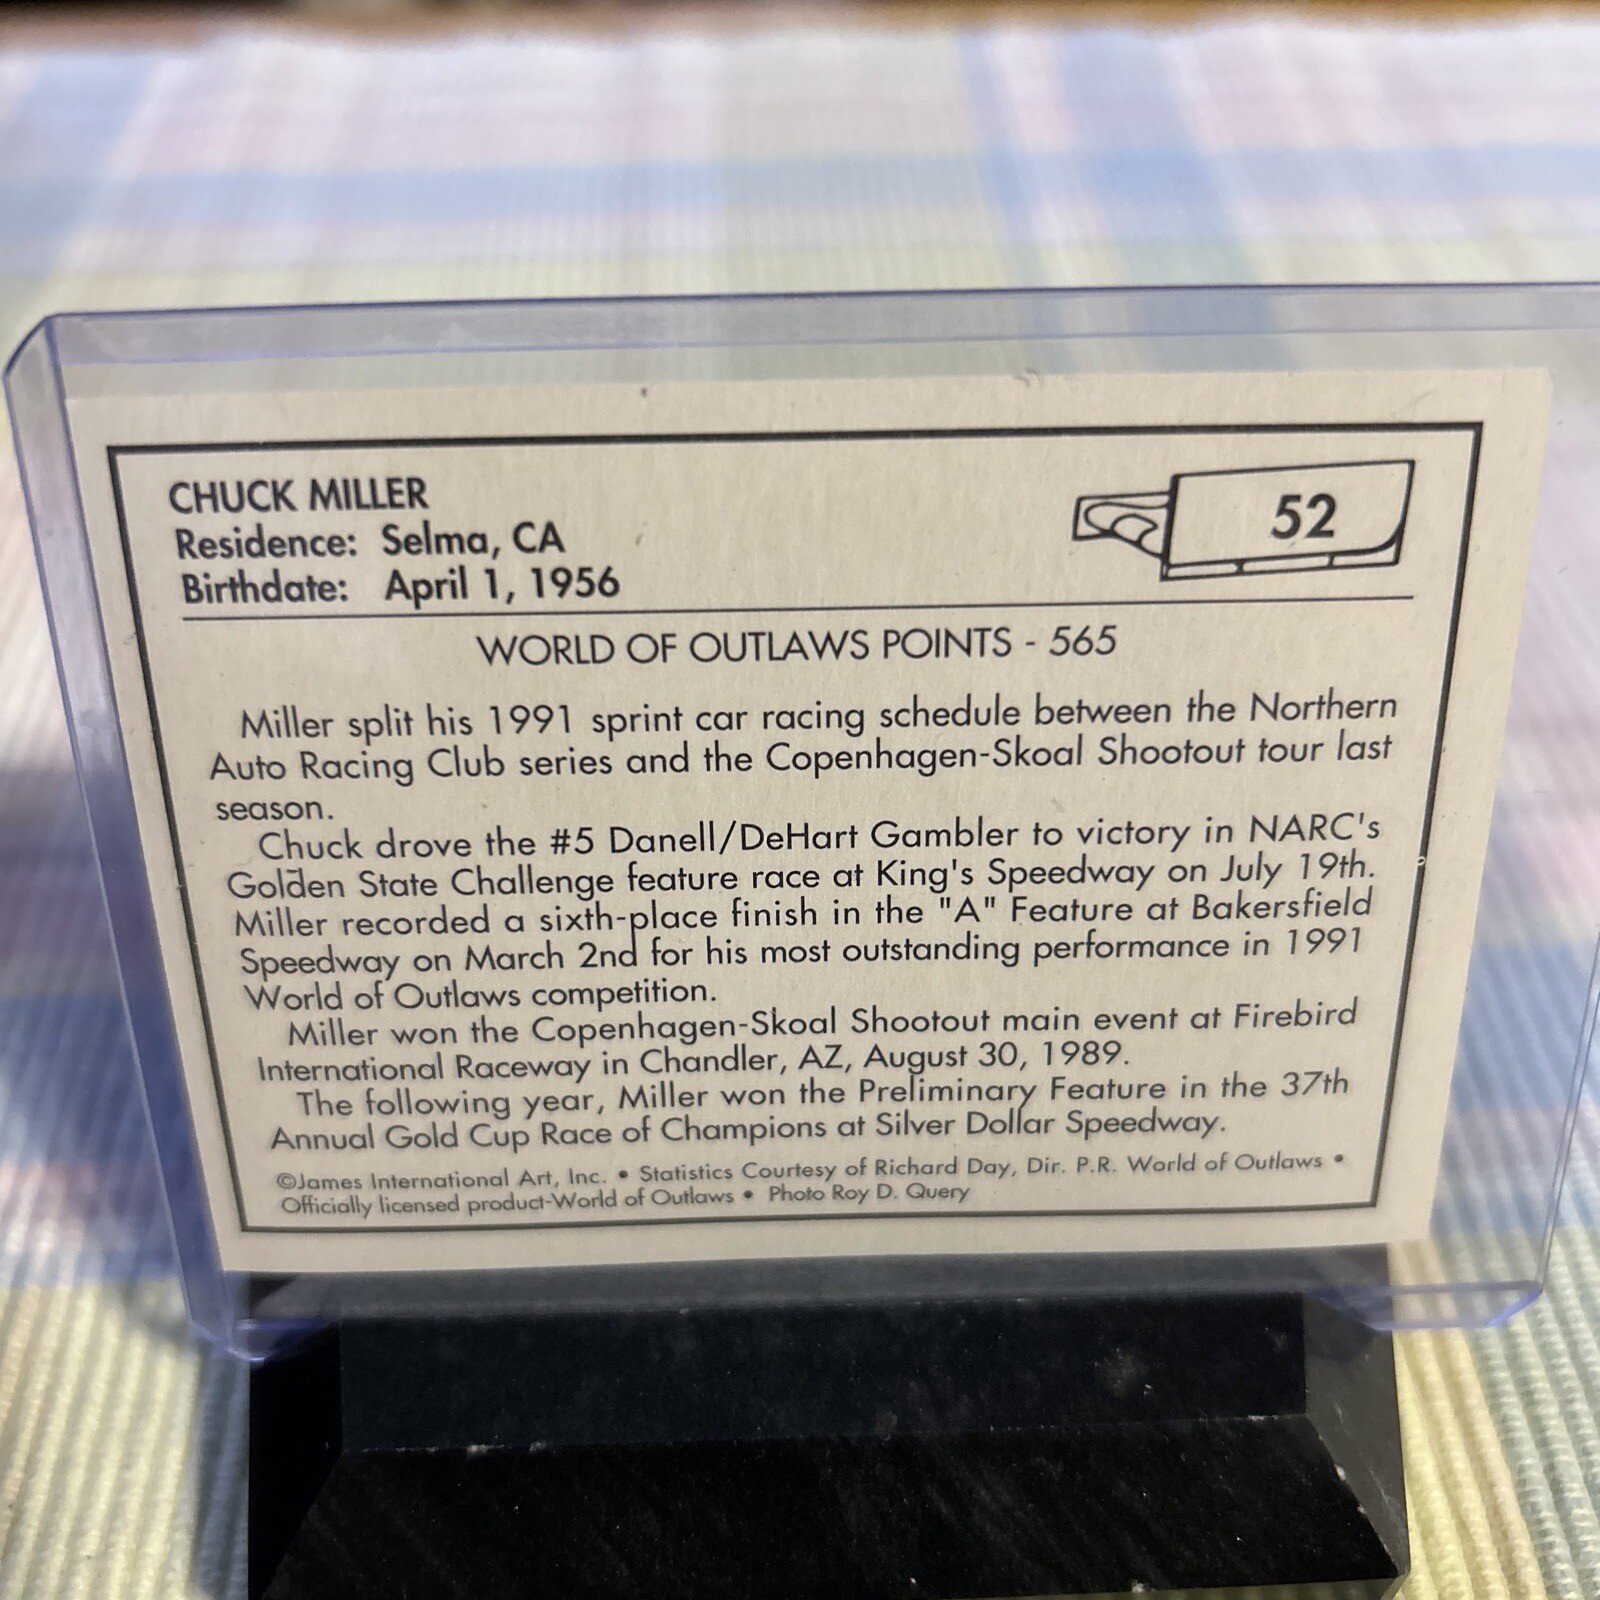 CHUCK MILLER
Residence: Selma, CA
Birthdate: April 1, 1956
52
WORLD OF OUTLAWS POINTS - 565
Miller split his 1991 sprint car racing schedule between the Northern
Auto Racing Club series and the Copenhagen-Skoal Shootout tour last
season.
Chuck drove the #5 Danell/DeHart Gambler to victory in NARC's
Golden State Challenge feature race at King's Speedway on July 19th.
Miller recorded a sixth-place finish in the "A" Feature at Bakersfield
Speedway on March 2nd for his most outstanding performance in 1991
World of Outlaws competition.
Miller won the Copenhagen-Skoal Shootout main event at Firebird
International Raceway in Chandler, AZ, August 30, 1989.
The following year, Miller won the Preliminary Feature in the 37th
Annual Gold Cup Race of Champions at Silver Dollar Speedway.
©James International Art, Inc. • Statistics Courtesy of Richard Day, Dir. P.R. World of Outlaws •
Officially licensed product-World of Outlaws • Photo Roy D. Query